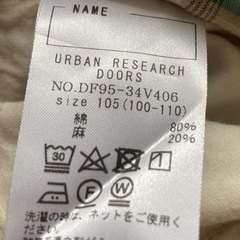 NAME
URBAN RESEARCH
DOORS
NO.DF95-34V406
size 105(100-110)
綿 80%
麻 20%
30
洗濯の時は、ネットをご使用く
ださい。